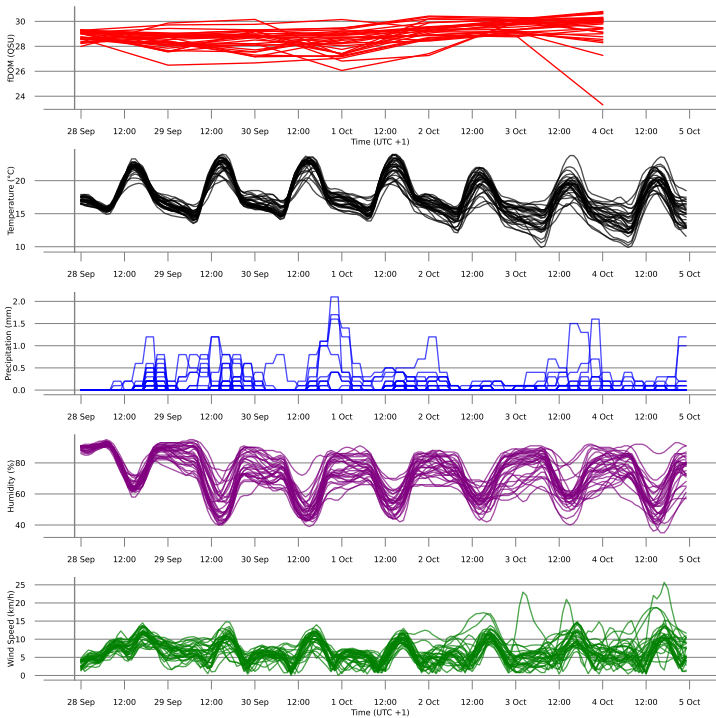 30
28
26
24
fDOM (QSU)
28 Sep 12:00 29 Sep 12:00 30 Sep 12:00 1 Oct 12:00 2 Oct 12:00 3 Oct 12:00 4 Oct 12:00 5 Oct
Time (UTC +1)
20
15
10
Temperature (°C)
28 Sep 12:00 29 Sep 12:00 30 Sep 12:00 1 Oct 12:00 2 Oct 12:00 3 Oct 12:00 4 Oct 12:00 5 Oct
2.0
1.5
1.0
0.5
0.0
Precipitation (mm)
28 Sep 12:00 29 Sep 12:00 30 Sep 12:00 1 Oct 12:00 2 Oct 12:00 3 Oct 12:00 4 Oct 12:00 5 Oct
80
60
40
Humidity (%)
28 Sep 12:00 29 Sep 12:00 30 Sep 12:00 1 Oct 12:00 2 Oct 12:00 3 Oct 12:00 4 Oct 12:00 5 Oct
25
20
15
10
5
0
Wind Speed (km/h)
28 Sep 12:00 29 Sep 12:00 30 Sep 12:00 1 Oct 12:00 2 Oct 12:00 3 Oct 12:00 4 Oct 12:00 5 Oct
Time (UTC +1)